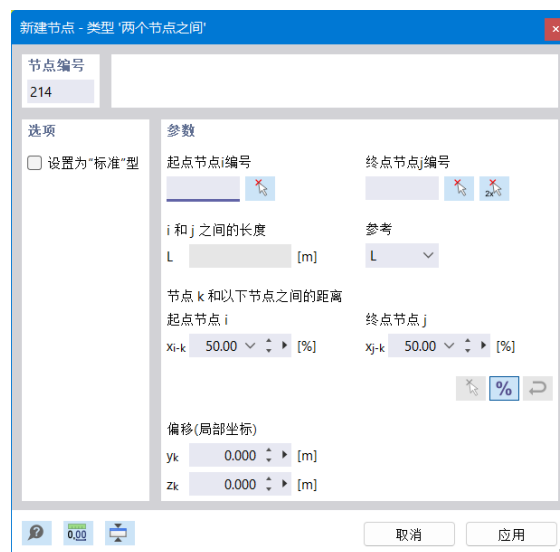 新建节点 - 类型 '两个节点之间'
节点编号
214
选项
设置为“标准”型
参数
起点节点i编号 终点节点j编号
2x
i 和 j 之间的长度 参考
L [m] L
节点 k 和以下节点之间的距离
起点节点 i 终点节点 j
xi-k 50.00 [%] xj-k 50.00 [%]
%
偏移(局部坐标)
yk 0.000 [m]
zk 0.000 [m]
0,00 取消 应用